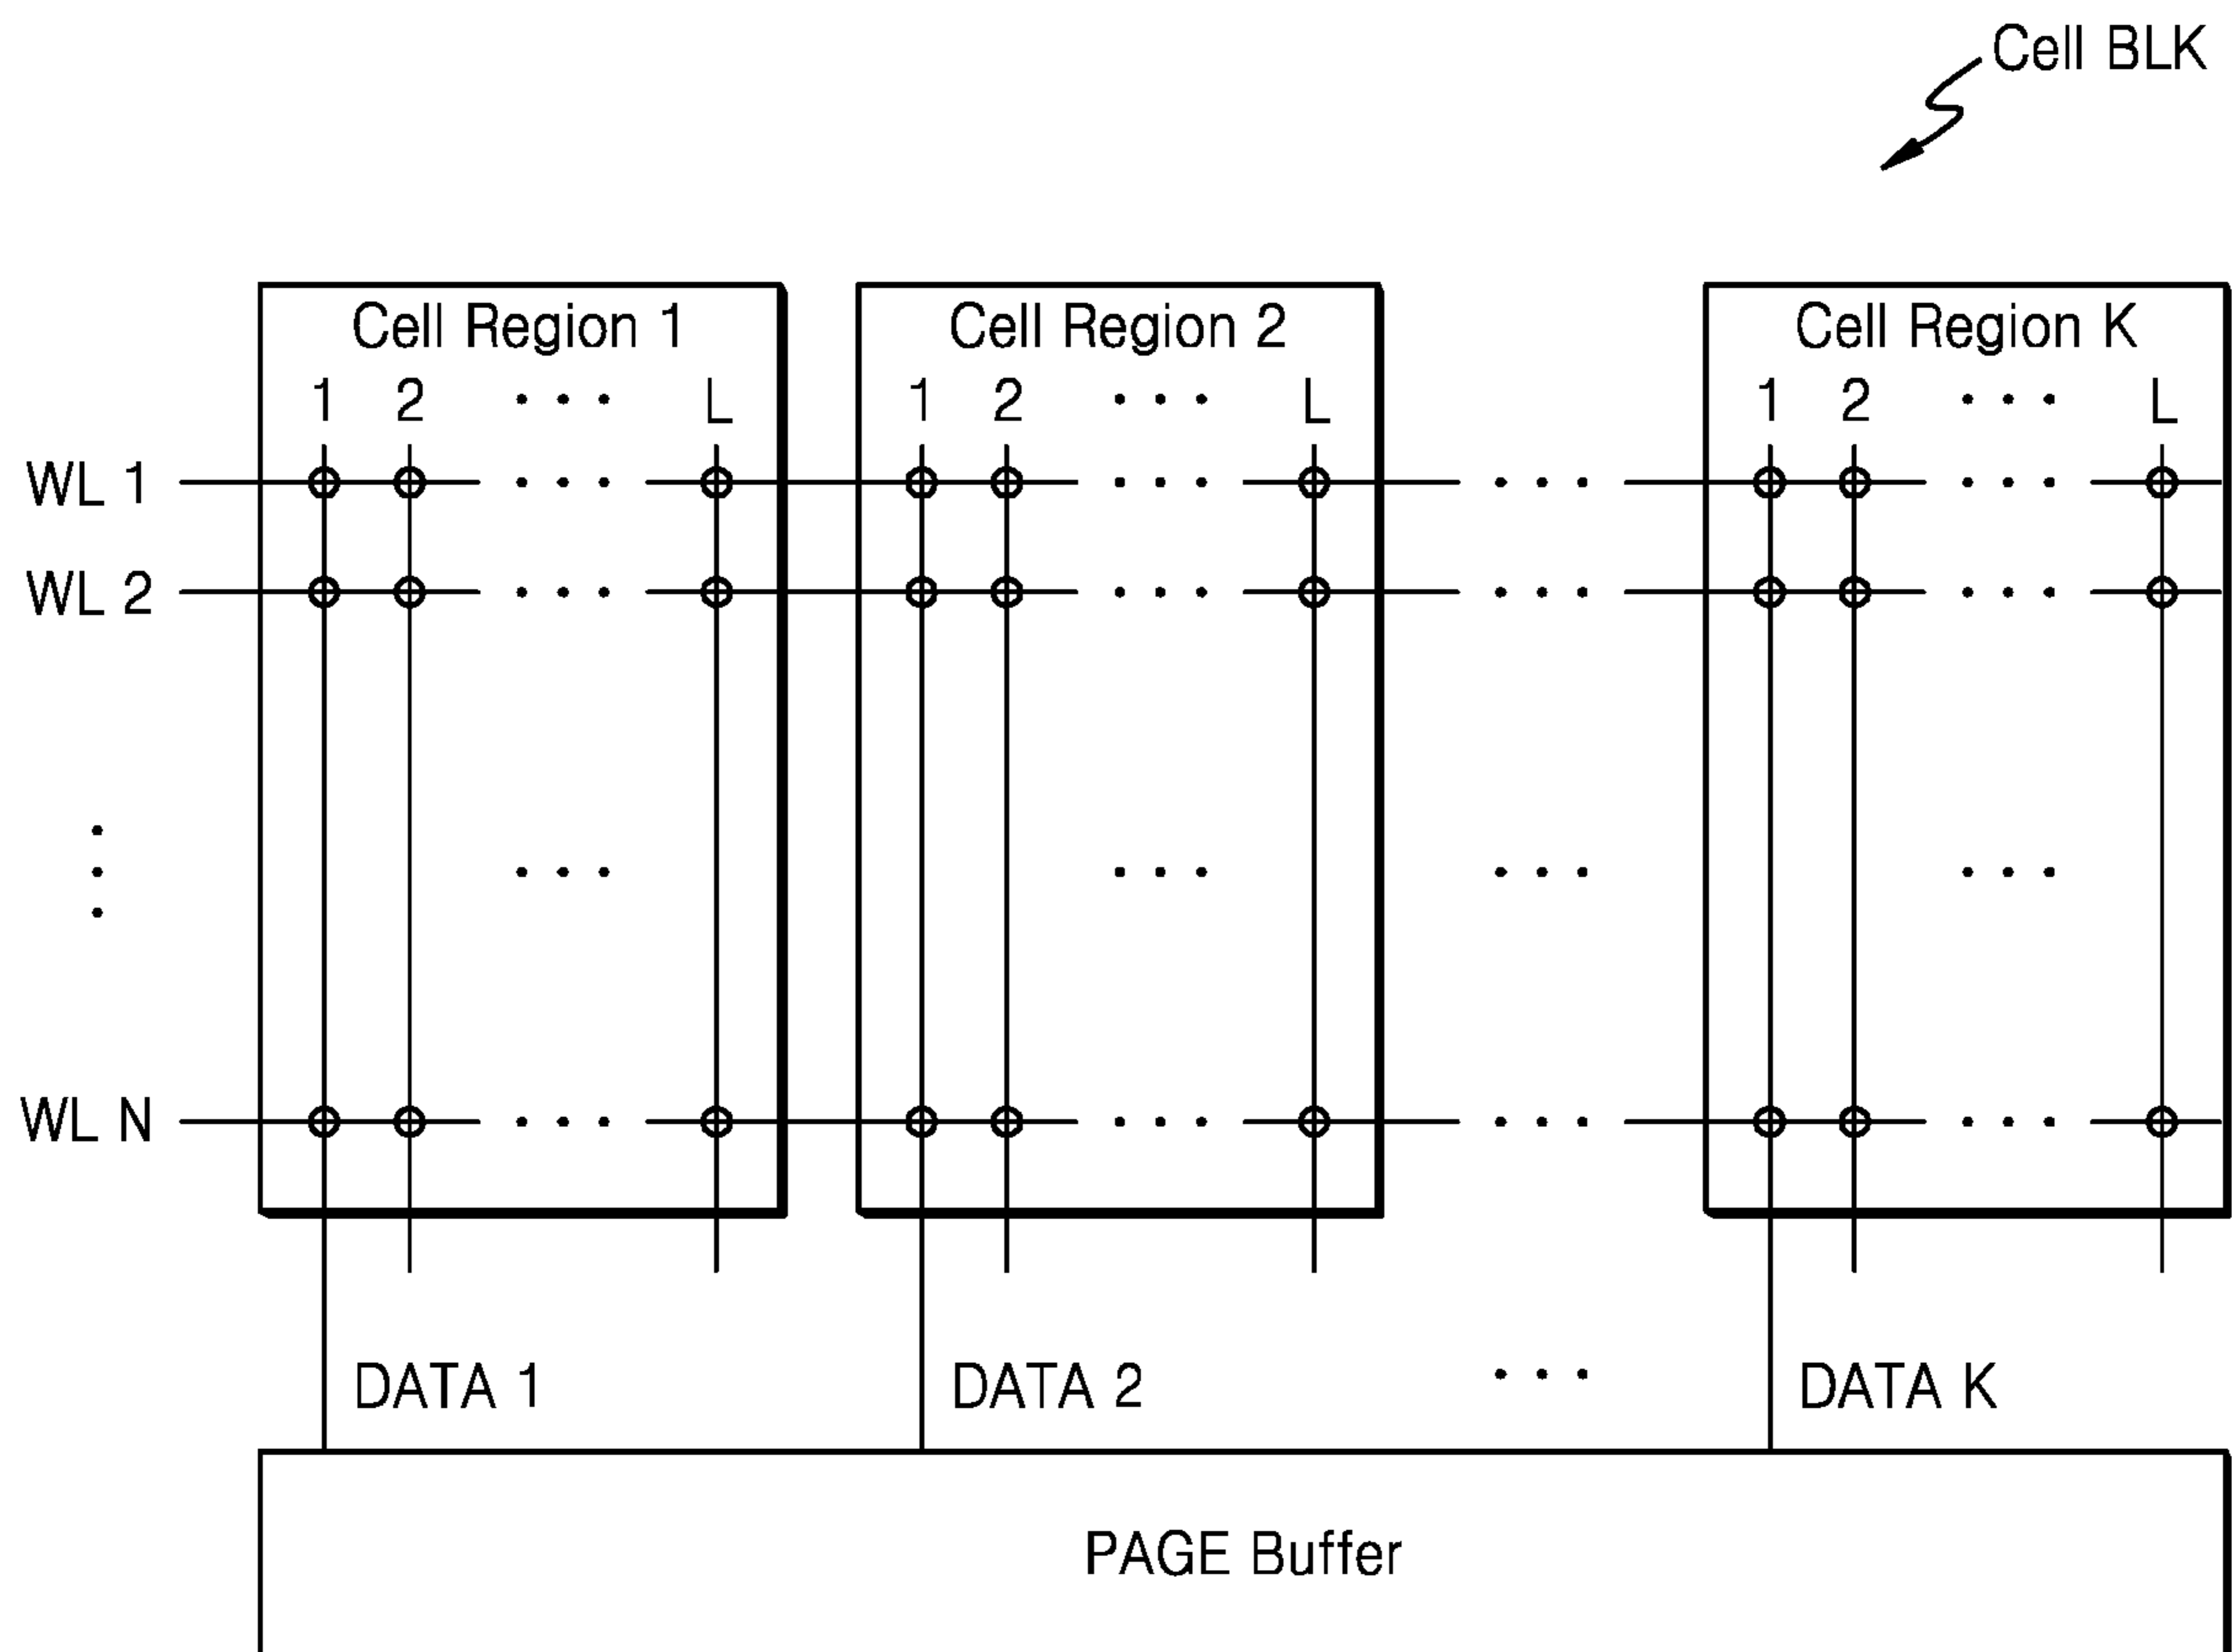 Cell BLK
Cell Region 1 Cell Region 2 Cell Region K
1 2 ··· L 1 2 ··· L 1 2 ··· L
WL 1 ··· ··· ··· ···
WL 2 ··· ··· ··· ···
WL N ··· ··· ··· ···
DATA 1 DATA 2 ··· DATA K
PAGE Buffer